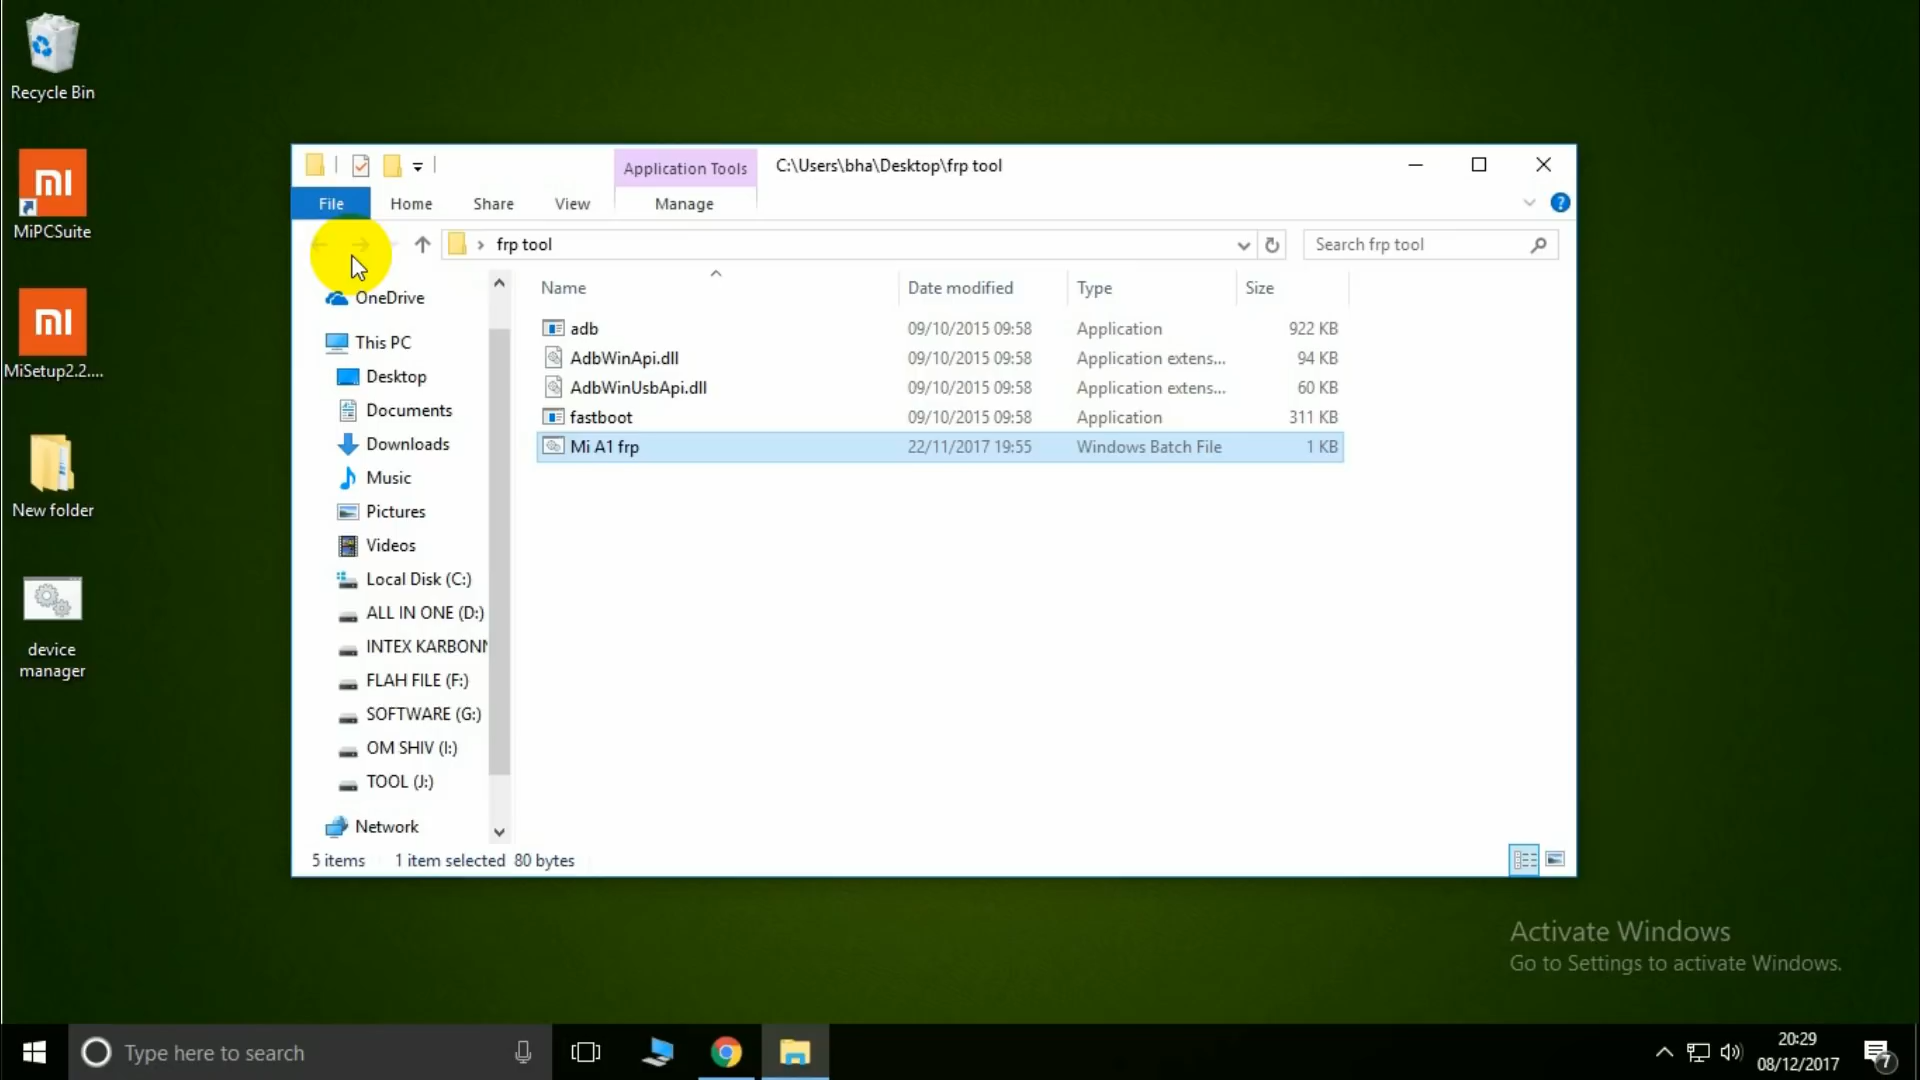 Recycle Bin
MiPCSuite
MiSetup2.2....
New folder
device
manager
Application Tools
C:\Users\bha\Desktop\frp tool
File
Home
Share
View
Manage
?
frp tool
Search frp tool
OneDrive
This PC
Desktop
Documents
Downloads
Music
Pictures
Videos
Local Disk (C:)
ALL IN ONE (D:)
INTEX KARBONN
FLAH FILE (F:)
SOFTWARE (G:)
OM SHIV (I:)
TOOL (J:)
Network
Name Date modified Type Size
adb 09/10/2015 09:58 Application 922 KB
AdbWinApi.dll 09/10/2015 09:58 Application extens... 94 KB
AdbWinUsbApi.dll 09/10/2015 09:58 Application extens... 60 KB
fastboot 09/10/2015 09:58 Application 311 KB
Mi A1 frp 22/11/2017 19:55 Windows Batch File 1 KB
5 items 1 item selected 80 bytes
Activate Windows
Go to Settings to activate Windows.
Type here to search
20:29
08/12/2017
7